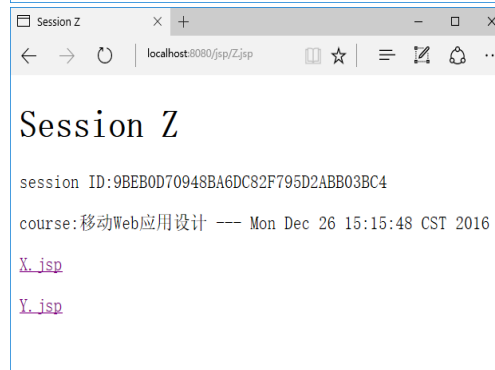 Session Z
localhost:8080/jsp/Z.jsp
Session Z
session ID:9BEB0D70948BA6DC82F795D2ABB03BC4
course:移动Web应用设计 --- Mon Dec 26 15:15:48 CST 2016
X.jsp
Y.jsp